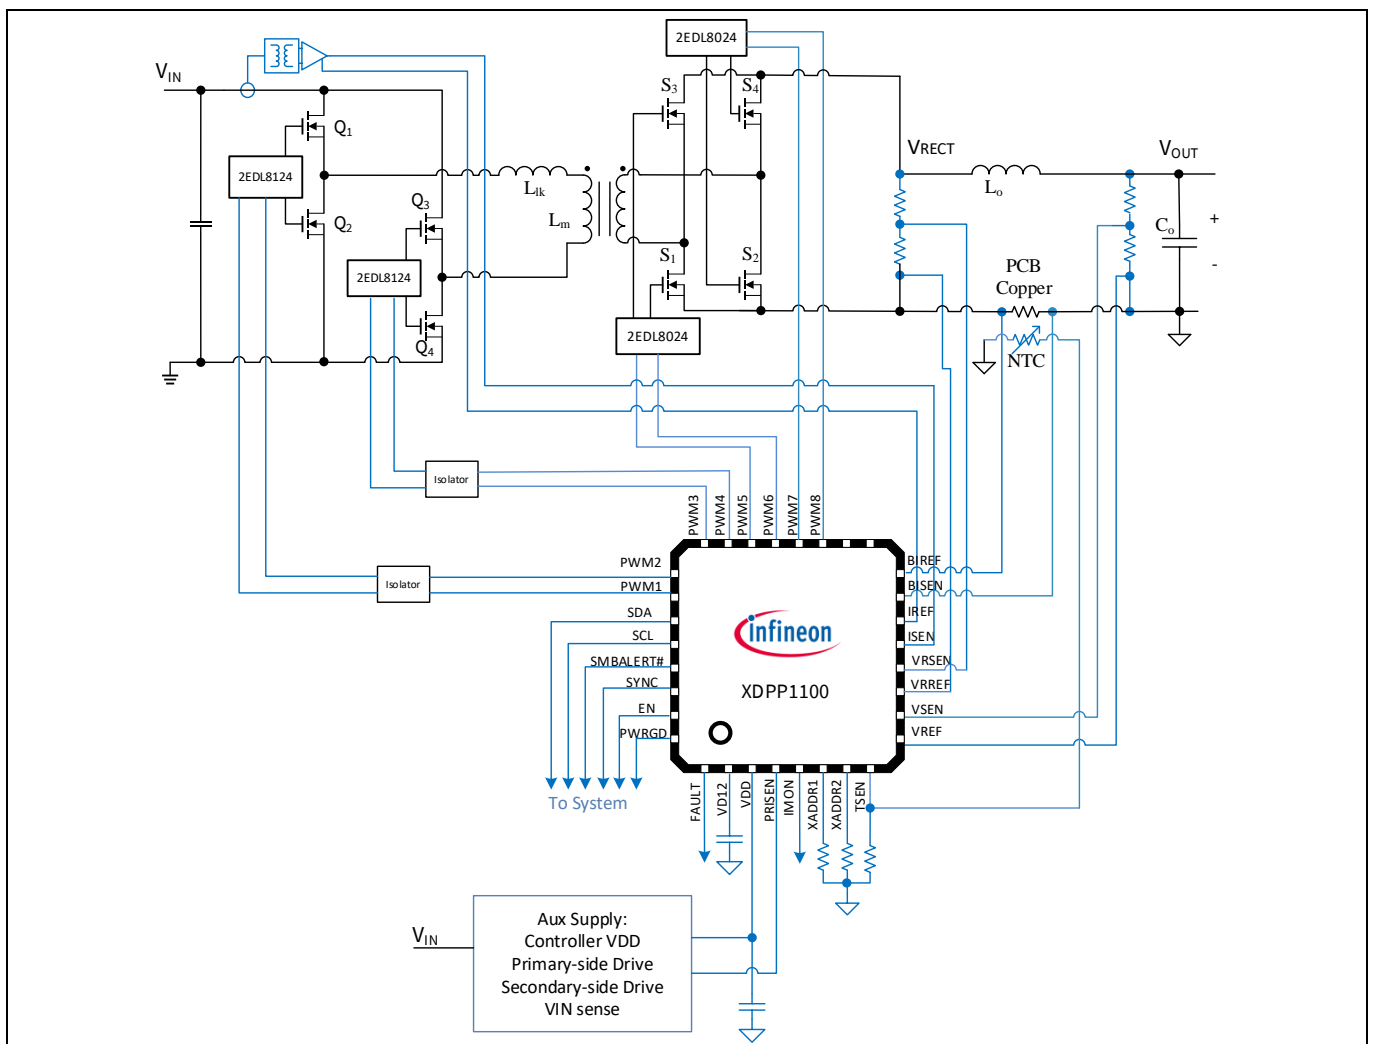 2EDL8024
VIN
Q1
2EDL8124
Q2
Q3
2EDL8124
Q4
Llk
Lm
S3
S4
S1
S2
2EDL8024
VRECT
Lo
VOUT
Co
+
-
PCB
Copper
NTC
Isolator
Isolator
PWM3
PWM4
PWM5
PWM6
PWM7
PWM8
PWM2
PWM1
SDA
SCL
SMBALERT#
SYNC
EN
PWRGD
To System
infineon
XDPP1100
BIREF
BISEN
IREF
ISEN
VRSEN
VRREF
VSEN
VREF
FAULT
VD12
VDD
PRISEN
IMON
XADDR1
XADDR2
TSEN
VIN
Aux Supply:
Controller VDD
Primary-side Drive
Secondary-side Drive
VIN sense